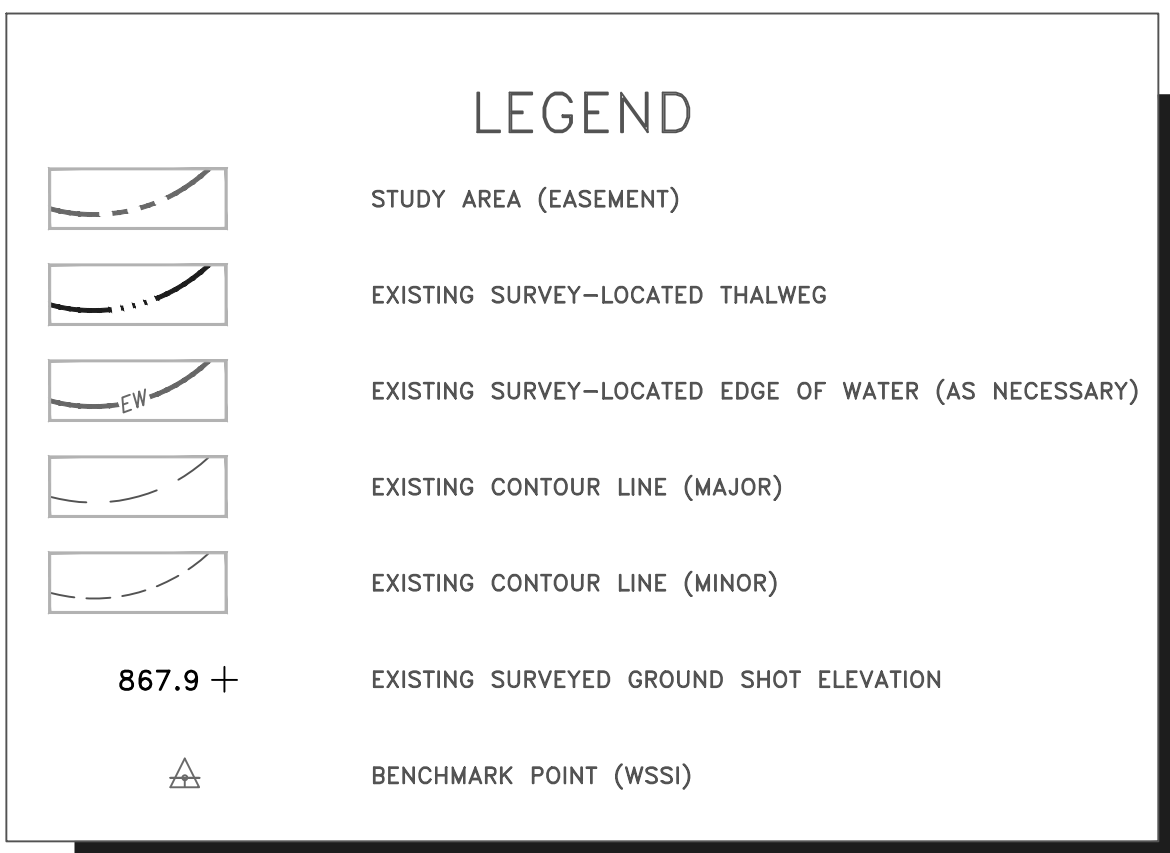 LEGEND
STUDY AREA (EASEMENT)
EXISTING SURVEY-LOCATED THALWEG
EW EXISTING SURVEY-LOCATED EDGE OF WATER (AS NECESSARY)
EXISTING CONTOUR LINE (MAJOR)
EXISTING CONTOUR LINE (MINOR)
867.9 EXISTING SURVEYED GROUND SHOT ELEVATION
BENCHMARK POINT (WSSI)